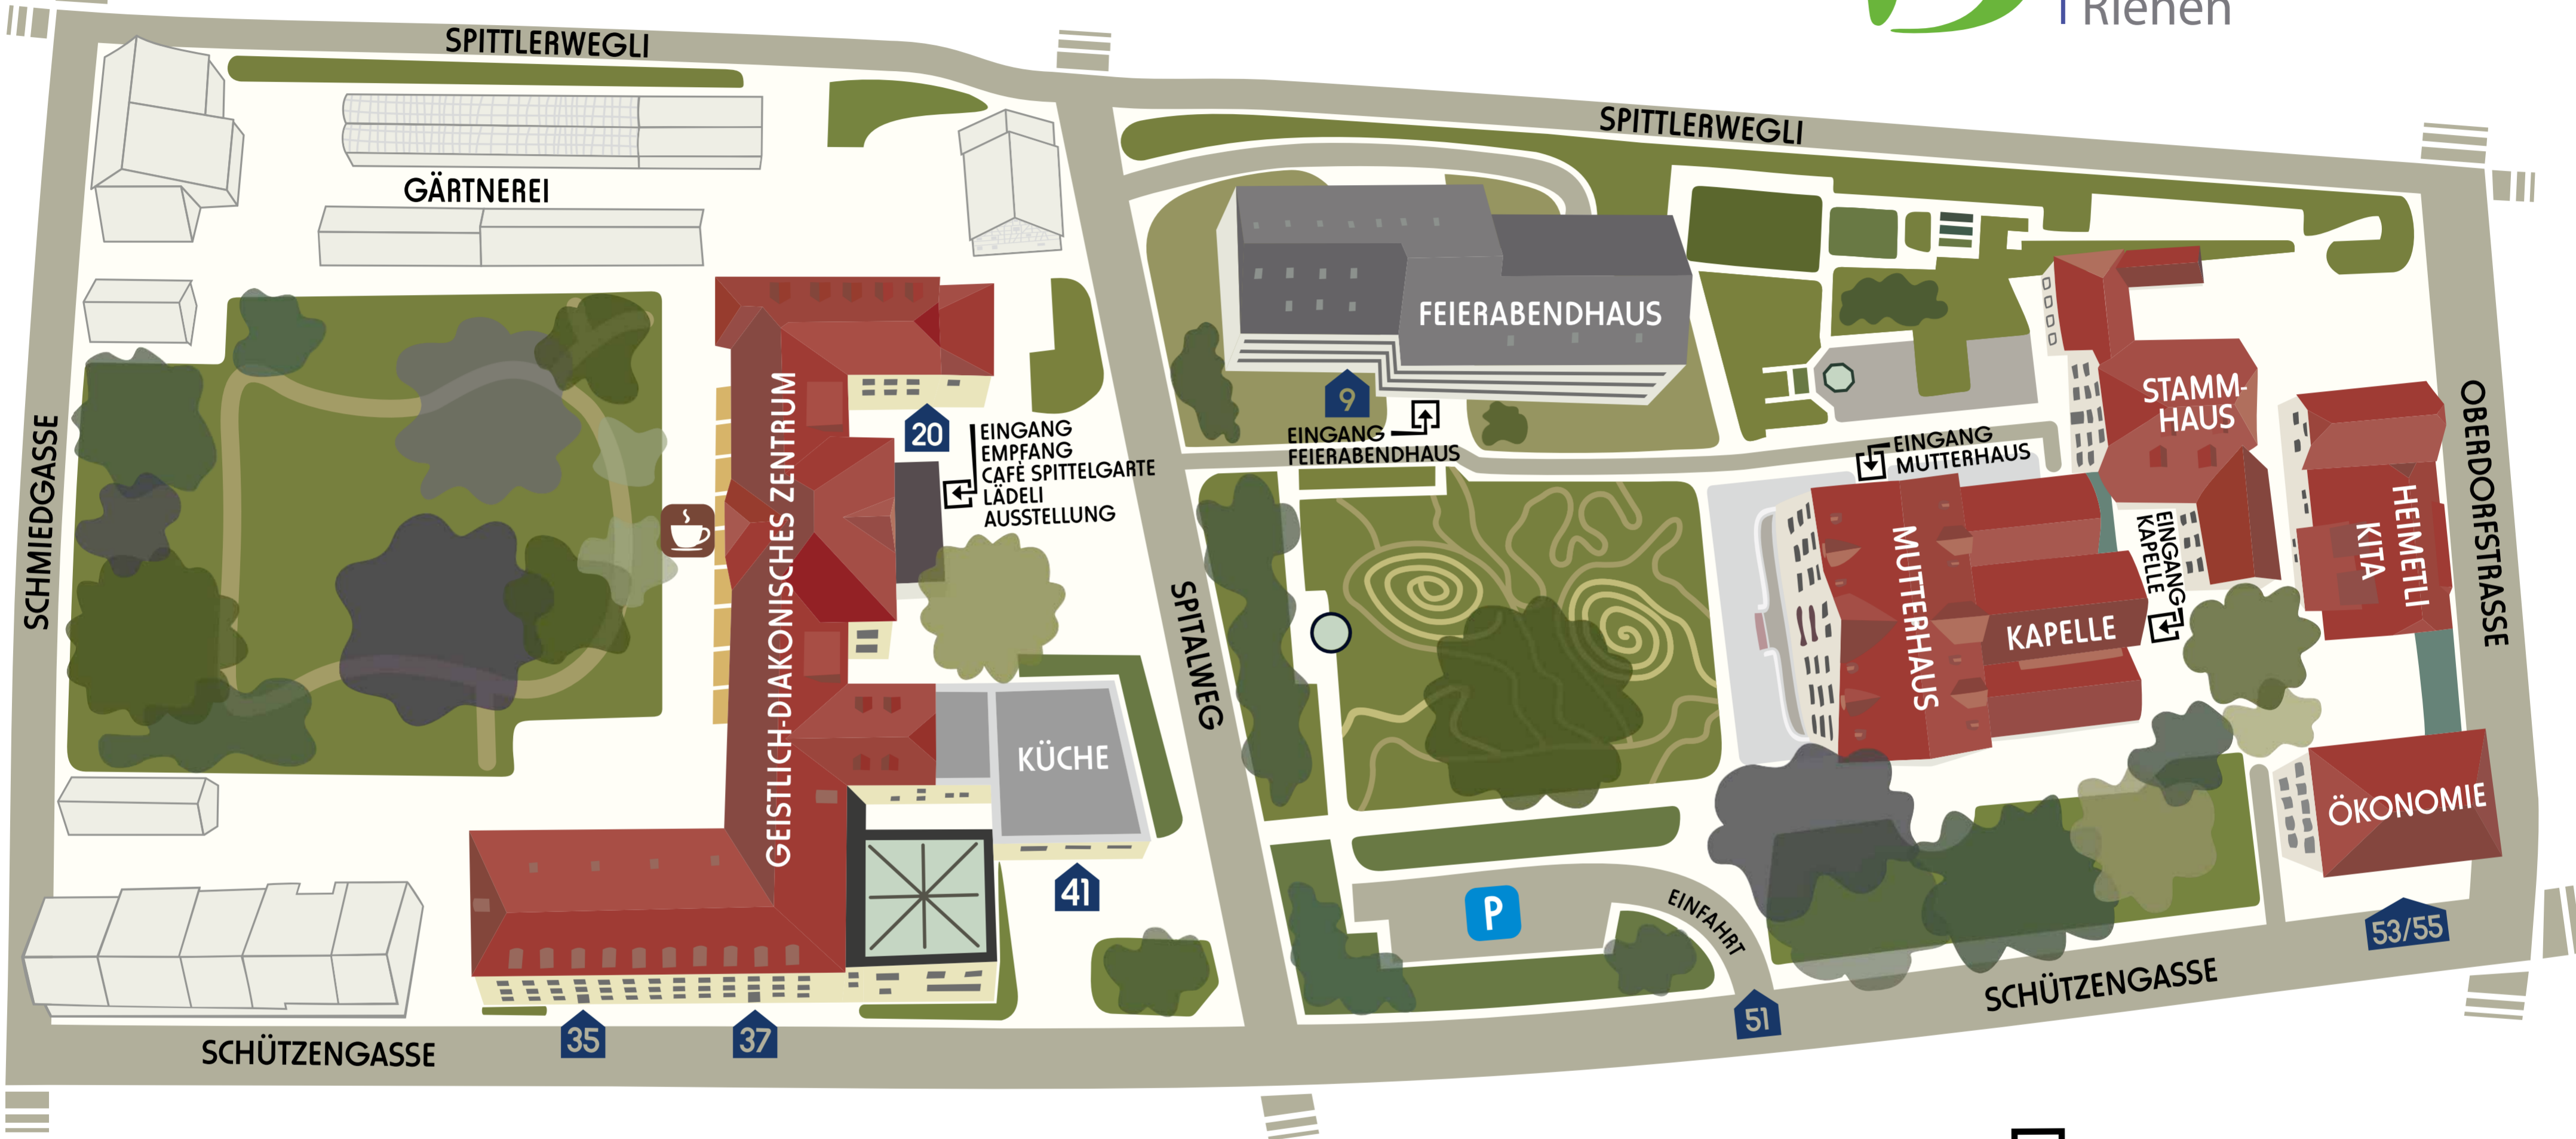 Riehen
SPITTLERWEGLI
SPITTLERWEGLI
GÄRTNEREI
FEIERABENDHAUS
9
EINGANG
FEIERABENDHAUS
20
EINGANG
EMPFANG
CAFÈ SPITTELGARTE
LÄDELI
AUSSTELLUNG
GEISTLICH-DIAKONISCHES ZENTRUM
SCHMIEDGASSE
SPITALWEG
KÜCHE
41
35
37
SCHÜTZENGASSE
EINGANG
MUTTERHAUS
MUTTERHAUS
KAPELLE
EINGANG
KAPELLE
STAMM-
HAUS
HEIMETLI
KITA
OBERDORFSTRASSE
ÖKONOMIE
53/55
P
EINFAHRT
51
SCHÜTZENGASSE